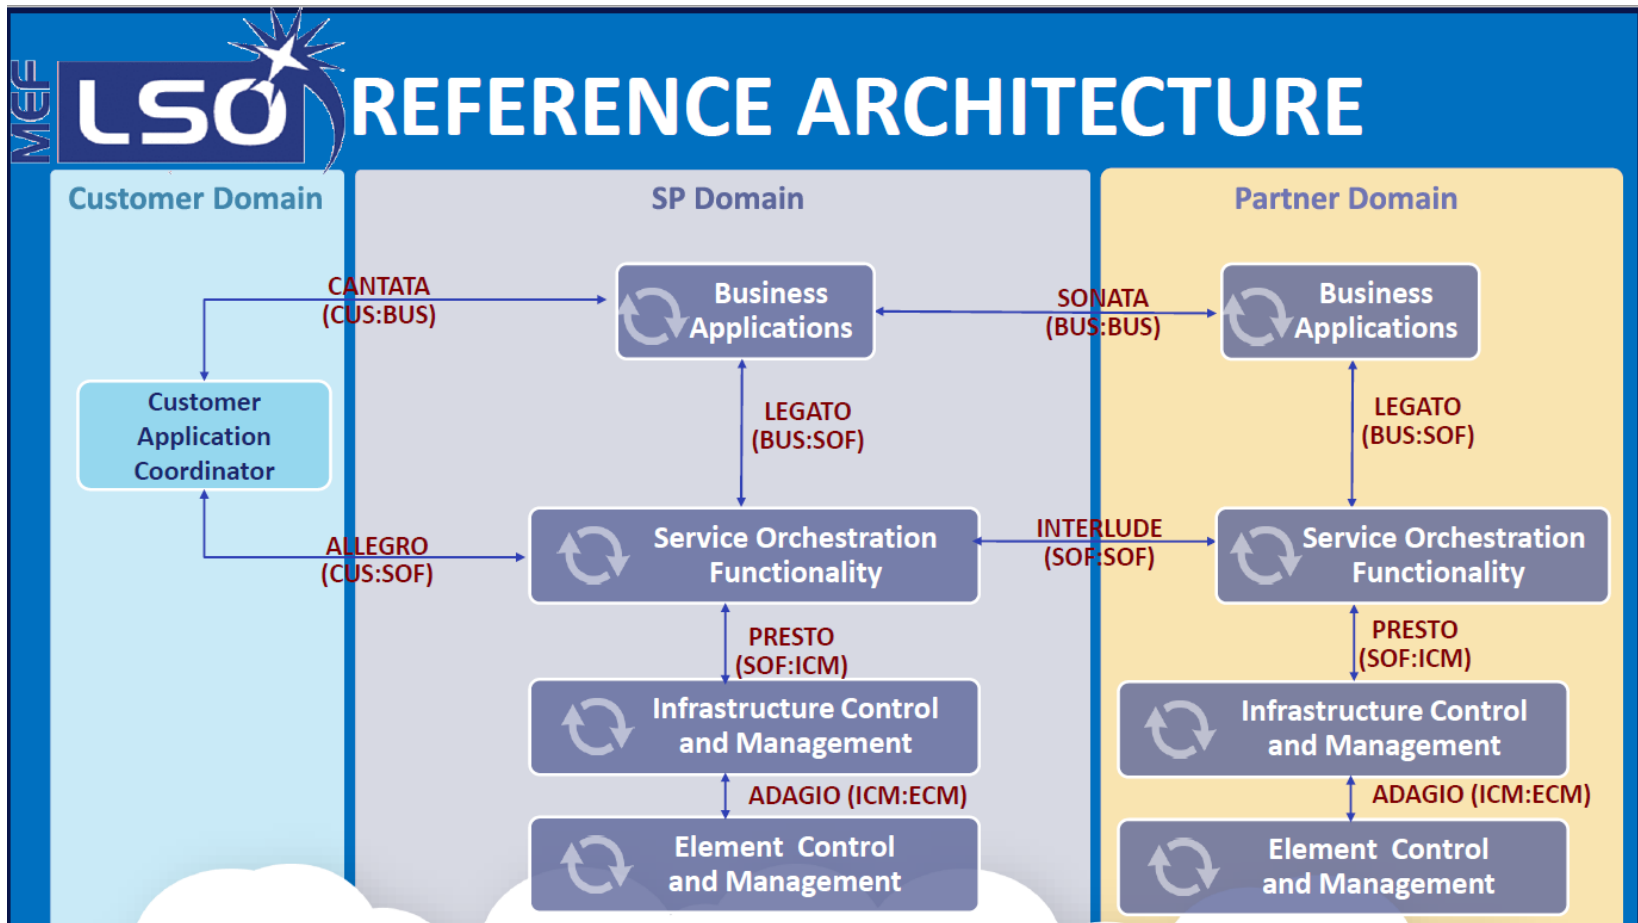 MEF
LSO
REFERENCE ARCHITECTURE
Customer Domain
SP Domain
Partner Domain
CANTATA
(CUS:BUS)
Business
Applications
SONATA
(BUS:BUS)
Business
Applications
Customer
Application
Coordinator
LEGATO
(BUS:SOF)
LEGATO
(BUS:SOF)
ALLEGRO
(CUS:SOF)
Service Orchestration
Functionality
INTERLUDE
(SOF:SOF)
Service Orchestration
Functionality
PRESTO
(SOF:ICM)
PRESTO
(SOF:ICM)
Infrastructure Control
and Management
Infrastructure Control
and Management
ADAGIO (ICM:ECM)
ADAGIO (ICM:ECM)
Element Control
and Management
Element Control
and Management